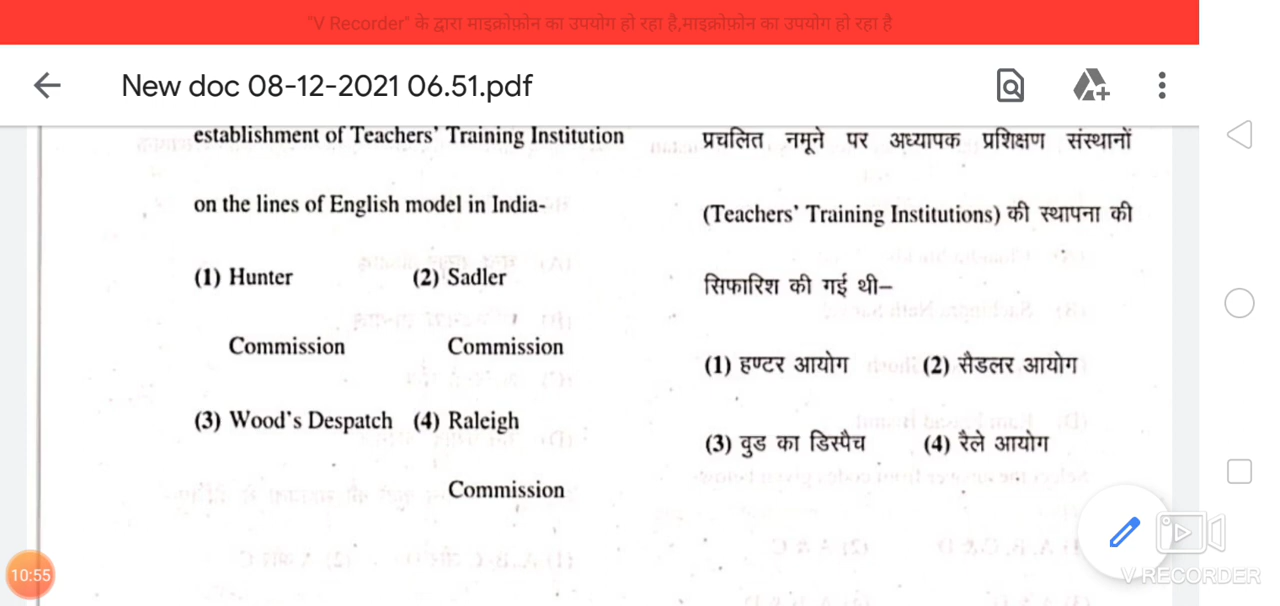 "V Recorder" के द्वारा माइक्रोफ़ोन का उपयोग हो रहा है,माइक्रोफ़ोन का उपयोग हो रहा है
New doc 08-12-2021 06.51.pdf
establishment of Teachers' Training Institution
on the lines of English model in India-
(1) Hunter (2) Sadler
Commission Commission
(3) Wood's Despatch (4) Raleigh
Commission
प्रचलित नमूने पर अध्यापक प्रशिक्षण संस्थानों
(Teachers' Training Institutions) की स्थापना की
सिफारिश की गई थी–
(1) हण्टर आयोग (2) सैडलर आयोग
(3) वुड का डिस्पैच (4) रैले आयोग
10:55
V RECORDER